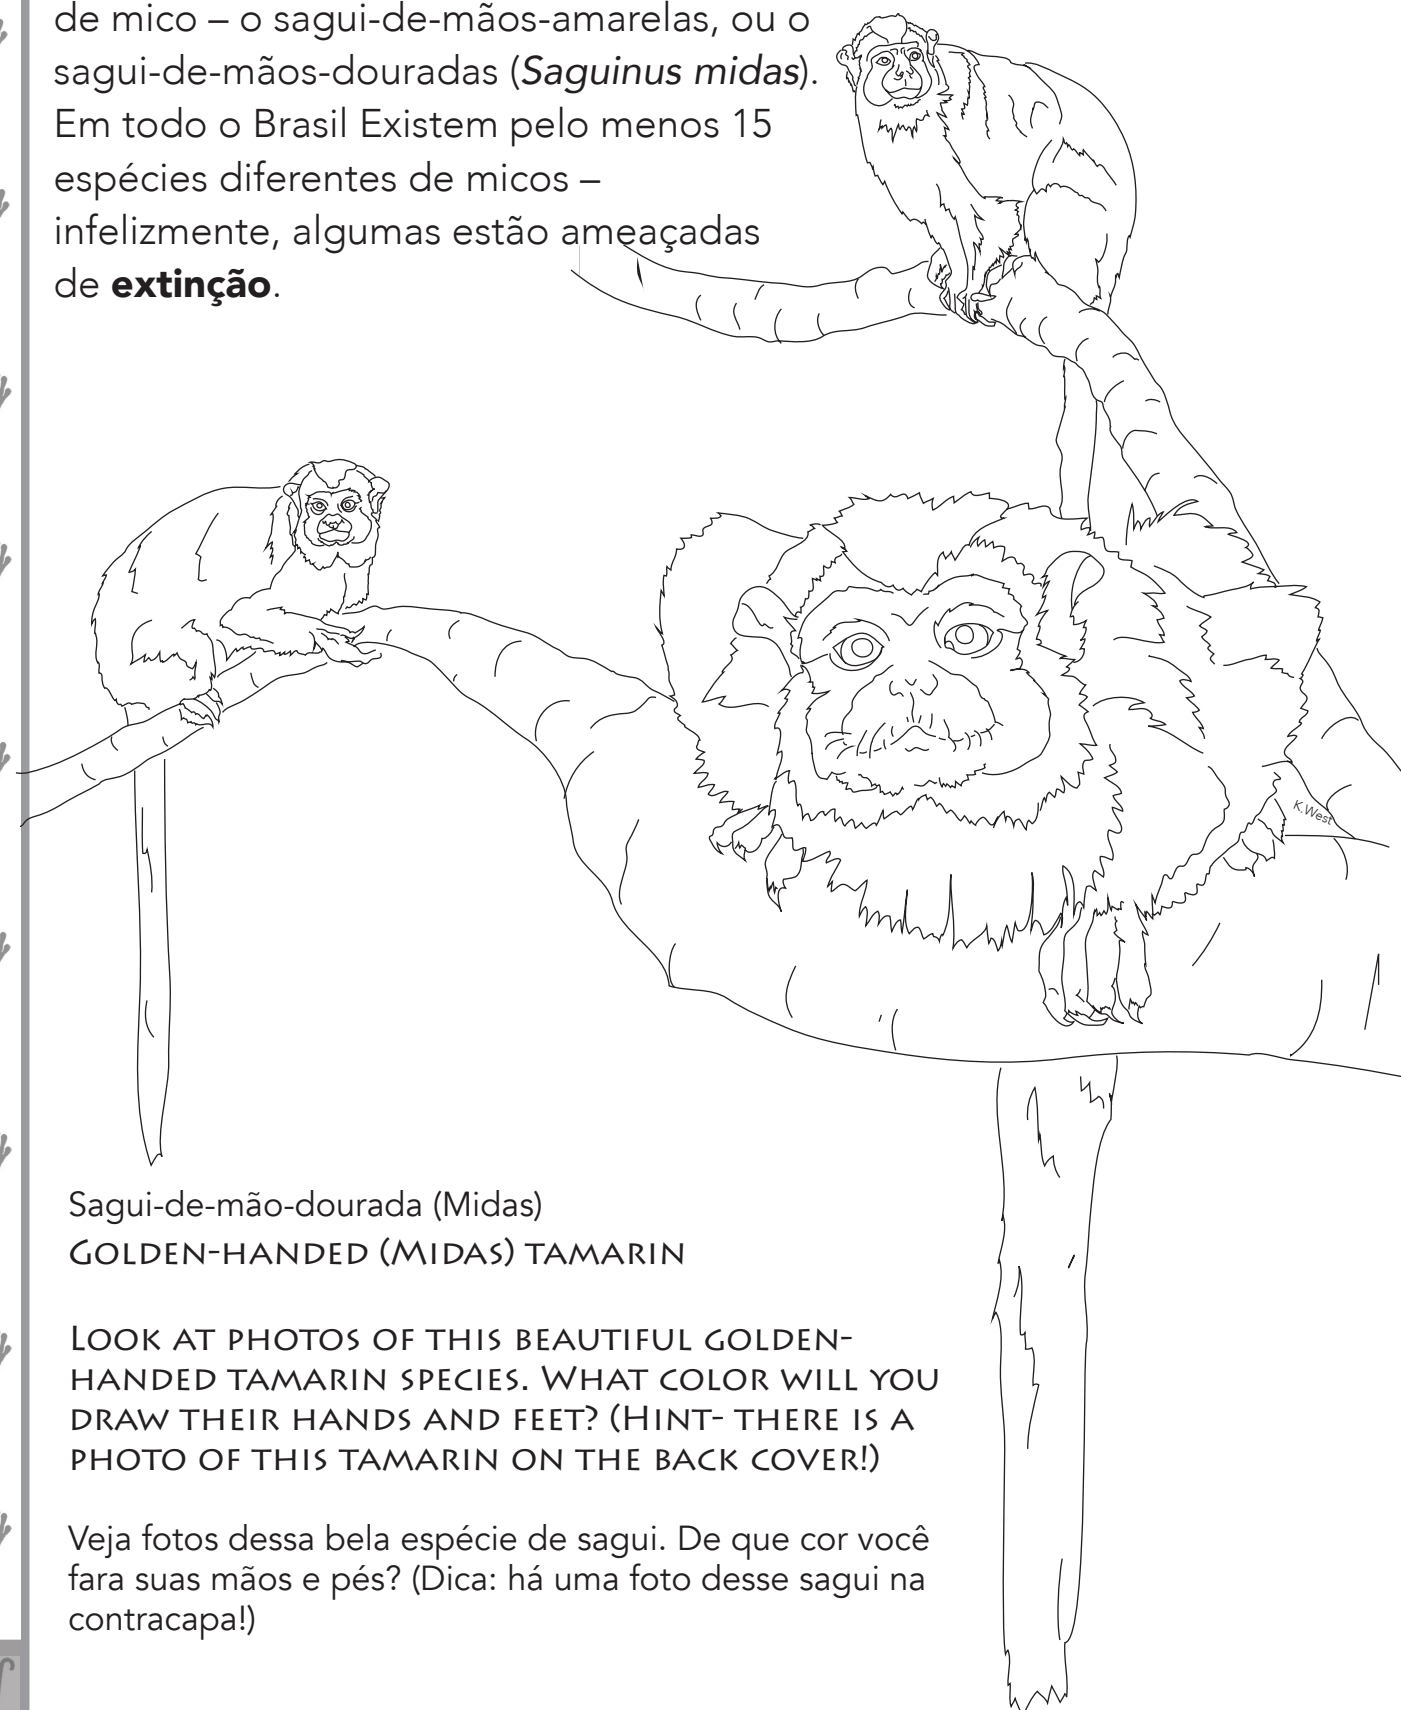 de mico – o sagui-de-mãos-amarelas, ou o
sagui-de-mãos-douradas (Saguinus midas).
Em todo o Brasil Existem pelo menos 15
espécies diferentes de micos –
infelizmente, algumas estão ameaçadas
de extinção.
K.West
Sagui-de-mão-dourada (Midas)
Golden-handed (Midas) tamarin
Look at photos of this beautiful golden-
handed tamarin species. What color will you
draw their hands and feet? (Hint- there is a
photo of this tamarin on the back cover!)
Veja fotos dessa bela espécie de sagui. De que cor você
fara suas mãos e pés? (Dica: há uma foto desse sagui na
contracapa!)